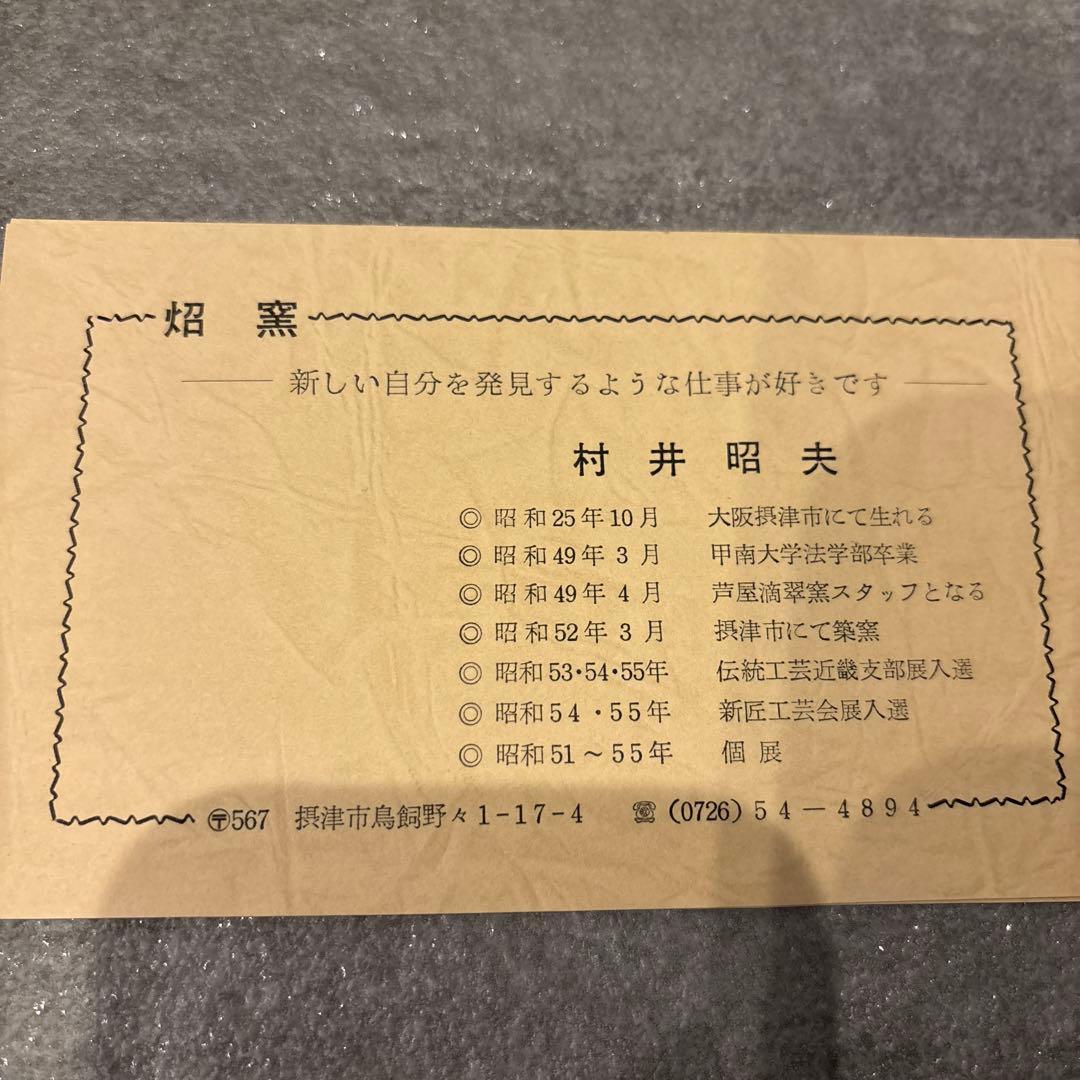 炤 窯
新しい自分を発見するような仕事が好きです
村井昭夫
◎ 昭和25年10月 大阪摂津市にて生れる
◎ 昭和49年3月 甲南大学法学部卒業
◎ 昭和49年4月 芦屋滴翠窯スタッフとなる
◎ 昭和52年3月 摂津市にて築窯
◎ 昭和53・54・55年 伝統工芸近畿支部展入選
◎ 昭和54・55年 新匠工芸会展入選
◎ 昭和51~55年 個展
〶567 摂津市鳥飼野々1-17-4 ☎(0726)54-4894